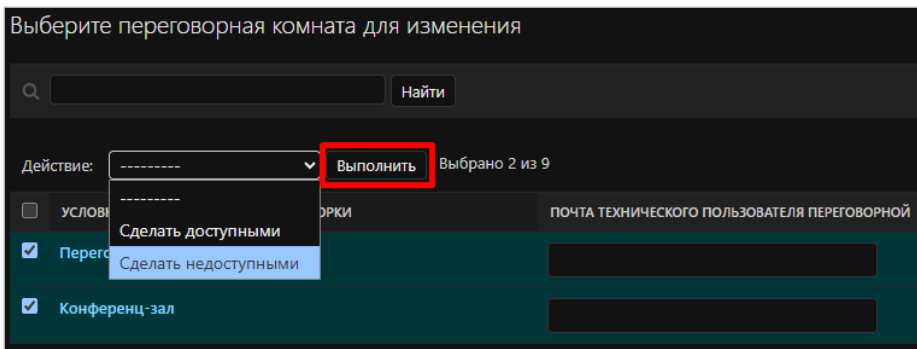 Выберите переговорная комната для изменения
Найти
Действие: --------- Выполнить Выбрано 2 из 9
---------
Сделать доступными
Сделать недоступными
ПОЧТА ТЕХНИЧЕСКОГО ПОЛЬЗОВАТЕЛЯ ПЕРЕГОВОРНОЙ
Конференц-зал